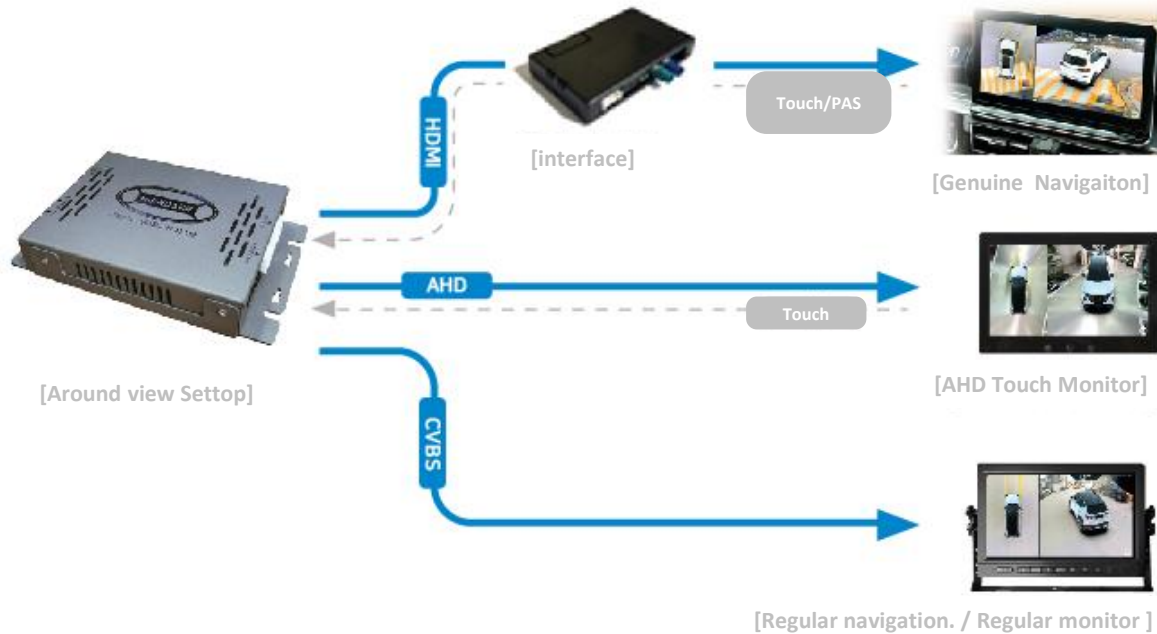 HDMI
Touch/PAS
[interface]
[Genuine Navigaiton]
AHD
Touch
[Around view Settop]
[AHD Touch Monitor]
CVBS
[Regular navigation. / Regular monitor ]